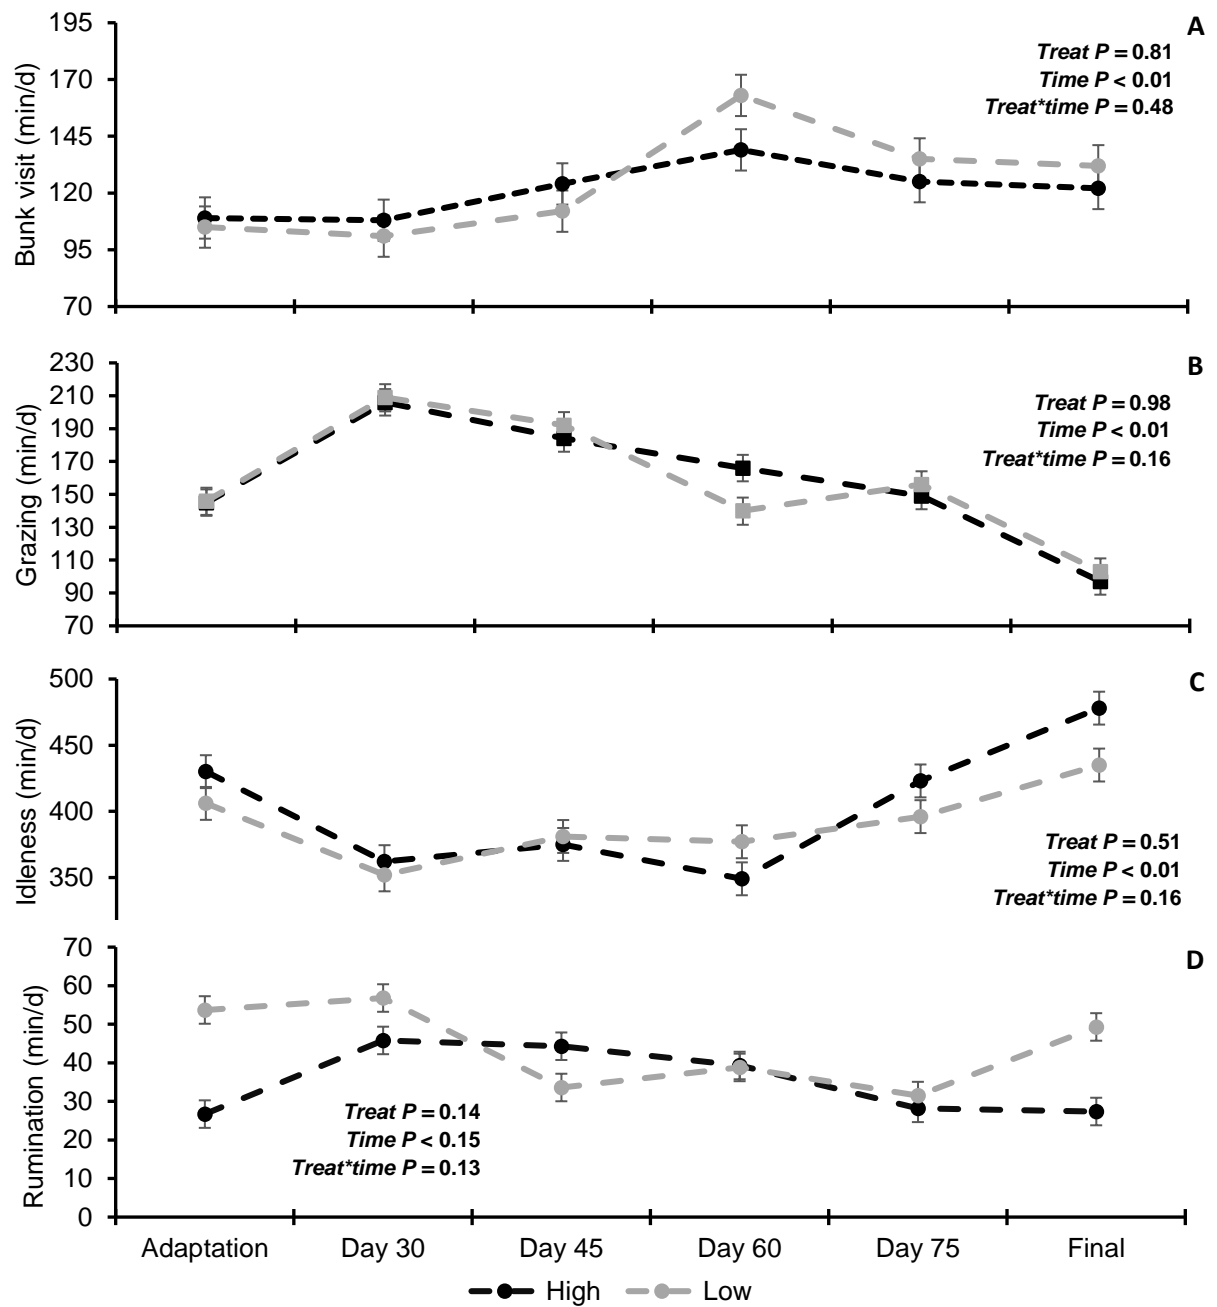 A
195
170
145
120
95
70
Bunk visit (min/d)
Treat P = 0.81
Time P < 0.01
Treat*time P = 0.48
B
230
210
190
170
150
130
110
90
70
Grazing (min/d)
Treat P = 0.98
Time P < 0.01
Treat*time P = 0.16
C
500
450
400
350
Idleness (min/d)
Treat P = 0.51
Time P < 0.01
Treat*time P = 0.16
D
70
60
50
40
30
20
10
0
Rumination (min/d)
Treat P = 0.14
Time P < 0.15
Treat*time P = 0.13
Adaptation Day 30 Day 45 Day 60 Day 75 Final
High Low